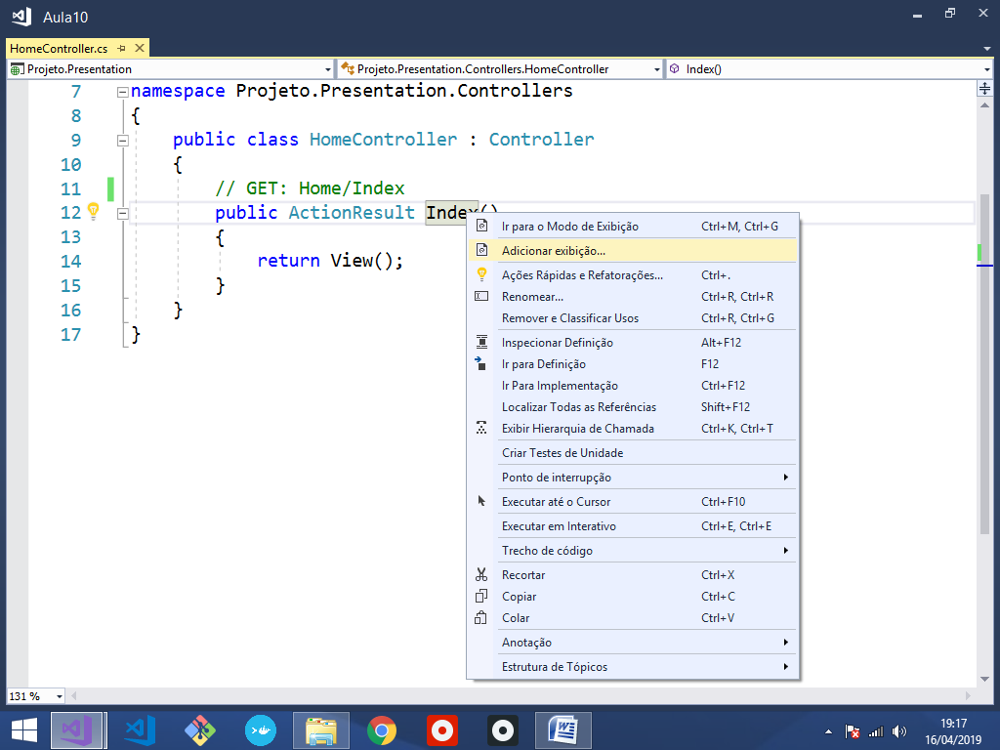 Aula10
HomeController.cs
Projeto.Presentation
Projeto.Presentation.Controllers.HomeController
Index()
7 namespace Projeto.Presentation.Controllers
8 {
9 public class HomeController : Controller
10 {
11 // GET: Home/Index
12 public ActionResult Index()
13 {
14 return View();
15 }
16 }
17 }
Ir para o Modo de Exibição Ctrl+M, Ctrl+G
Adicionar exibição...
Ações Rápidas e Refatorações... Ctrl+.
Renomear... Ctrl+R, Ctrl+R
Remover e Classificar Usos Ctrl+R, Ctrl+G
Inspecionar Definição Alt+F12
Ir para Definição F12
Ir Para Implementação Ctrl+F12
Localizar Todas as Referências Shift+F12
Exibir Hierarquia de Chamada Ctrl+K, Ctrl+T
Criar Testes de Unidade
Ponto de interrupção
Executar até o Cursor Ctrl+F10
Executar em Interativo Ctrl+E, Ctrl+E
Trecho de código
Recortar Ctrl+X
Copiar Ctrl+C
Colar Ctrl+V
Anotação
Estrutura de Tópicos
131 %
19:17
16/04/2019